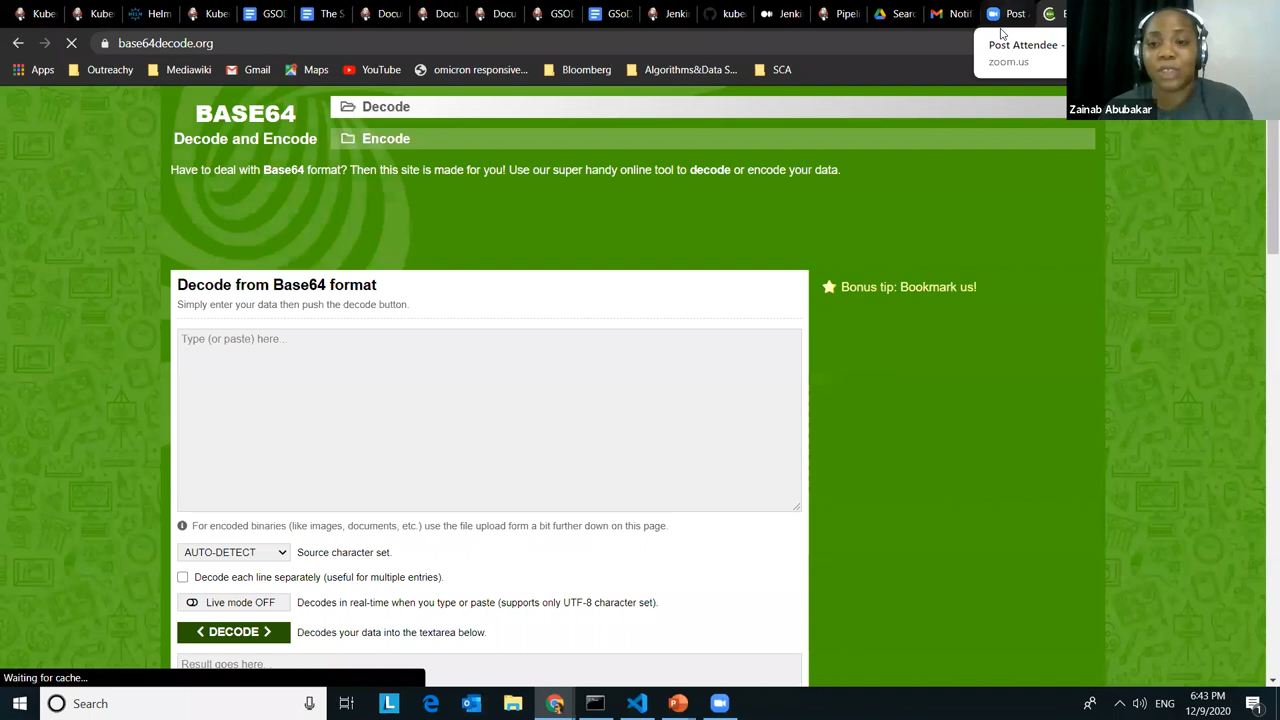 Kube
Kube
Helm
Kube
GSOD
The S
Docu
Docu
Docu
GSOD
GSoD
Jenki
kube
Jenki
Pipeli
Searc
Notif
Post
base64decode.org
Post Attendee -
zoom.us
Apps
Outreachy
Mediawiki
Gmail
Maps
YouTube
omicron/responsive...
Blomberg
Algorithms&Data S...
SCA
Zainab Abubakar
BASE64
Decode and Encode
Decode
Encode
Have to deal with Base64 format? Then this site is made for you! Use our super handy online tool to decode or encode your data.
Decode from Base64 format
Simply enter your data then push the decode button.
Type (or paste) here...
Bonus tip: Bookmark us!
For encoded binaries (like images, documents, etc.) use the file upload form a bit further down on this page.
AUTO-DETECT Source character set.
Decode each line separately (useful for multiple entries).
Live mode OFF Decodes in real-time when you type or paste (supports only UTF-8 character set).
< DECODE > Decodes your data into the textarea below.
Result goes here...
Waiting for cache...
Search
L
ENG
6:43 PM
12/9/2020
1